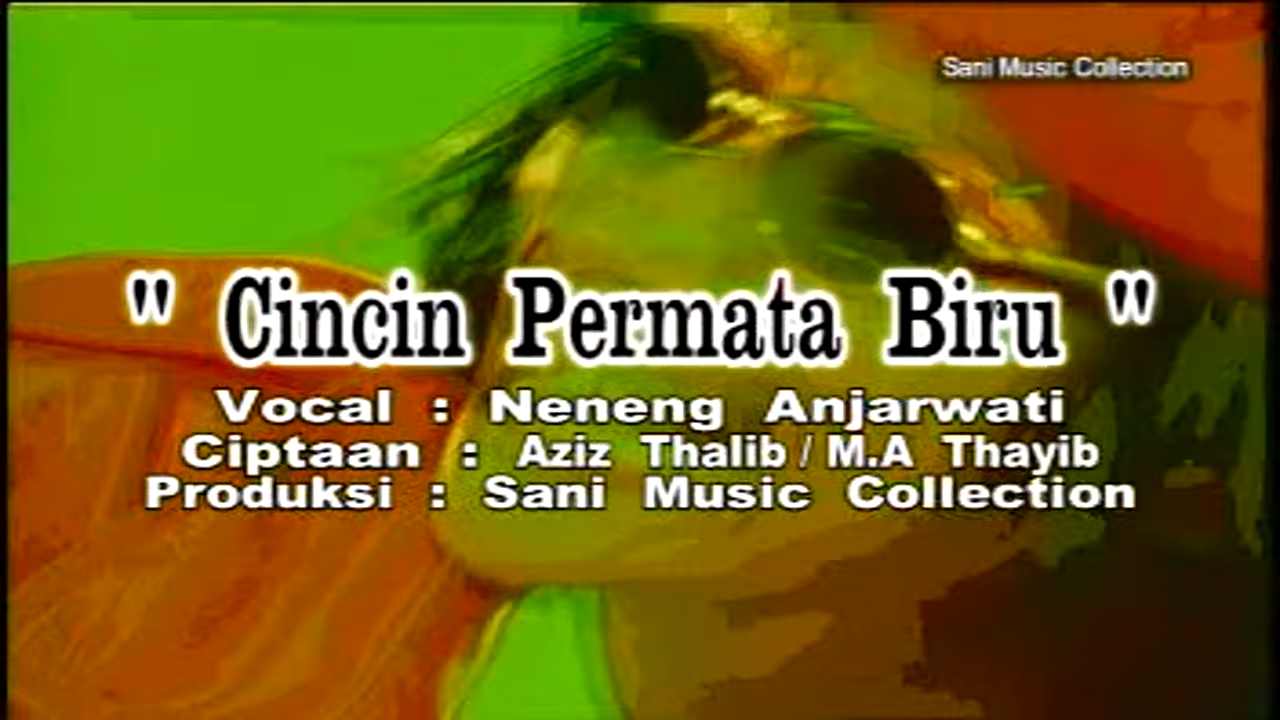 Sani Music Collection
" Cincin Permata Biru "
Vocal : Neneng Anjarwati
Ciptaan : Aziz Thalib / M.A Thayib
Produksi : Sani Music Collection